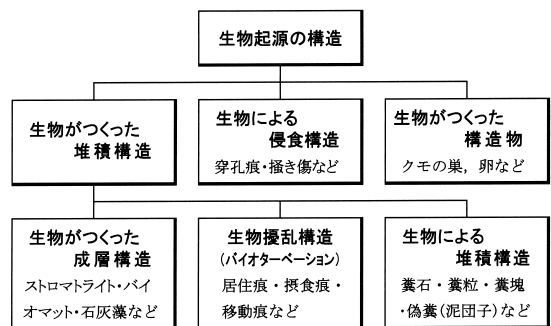 生物起源の構造
生物がつくった
堆積構造
生物による
侵食構造
穿孔痕・掻き傷など
生物がつくった
構造物
クモの巣，卵など
生物がつくった
成層構造
ストロマトライト・バイ
オマット・石灰藻など
生物擾乱構造
(バイオターベーション)
居住痕・摂食痕・
移動痕など
生物による
堆積構造
糞石・糞粒・糞塊
・偽糞(泥団子)など